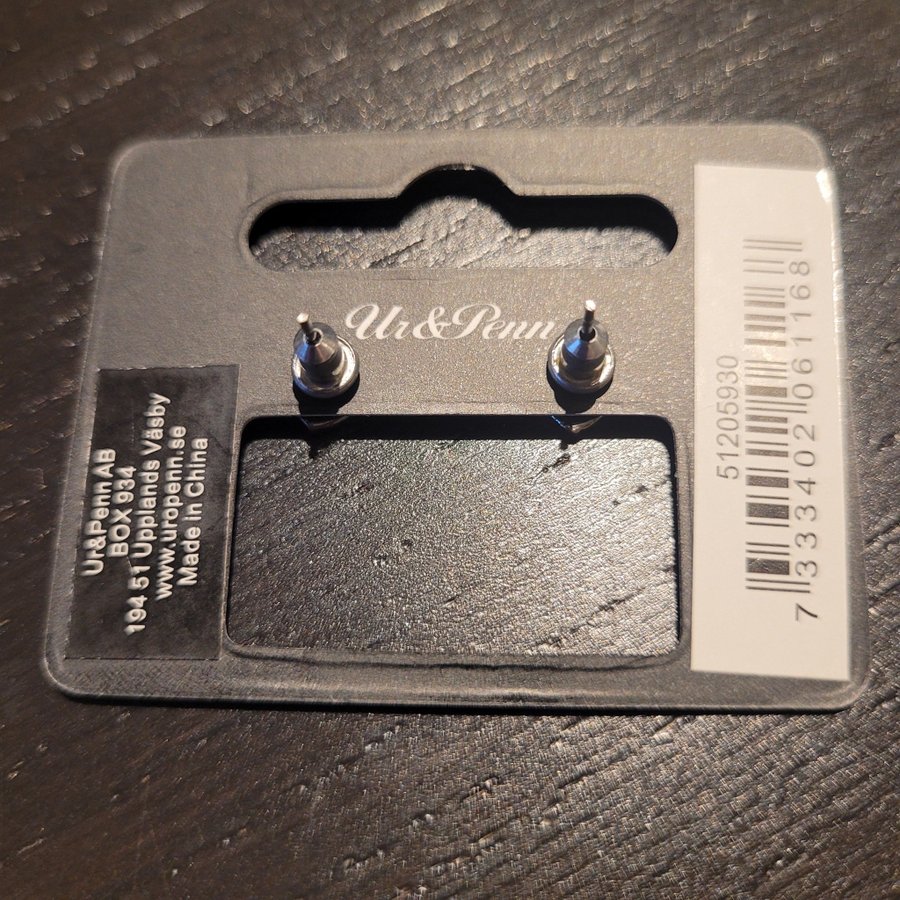 Ur&Penn
Ur&Penn AB
BOX 934
194 51 Upplands Väsby
www.uropenn.se
Made in China
51205930
7 333402 061168